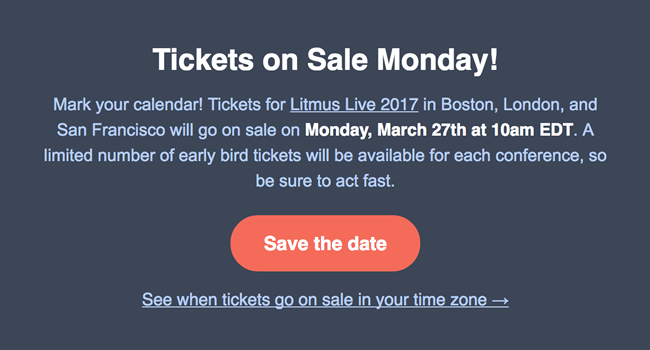 Tickets on Sale Monday!
Mark your calendar! Tickets for Litmus Live 2017 in Boston, London, and
San Francisco will go on sale on Monday, March 27th at 10am EDT. A
limited number of early bird tickets will be available for each conference, so
be sure to act fast.
Save the date
See when tickets go on sale in your time zone →